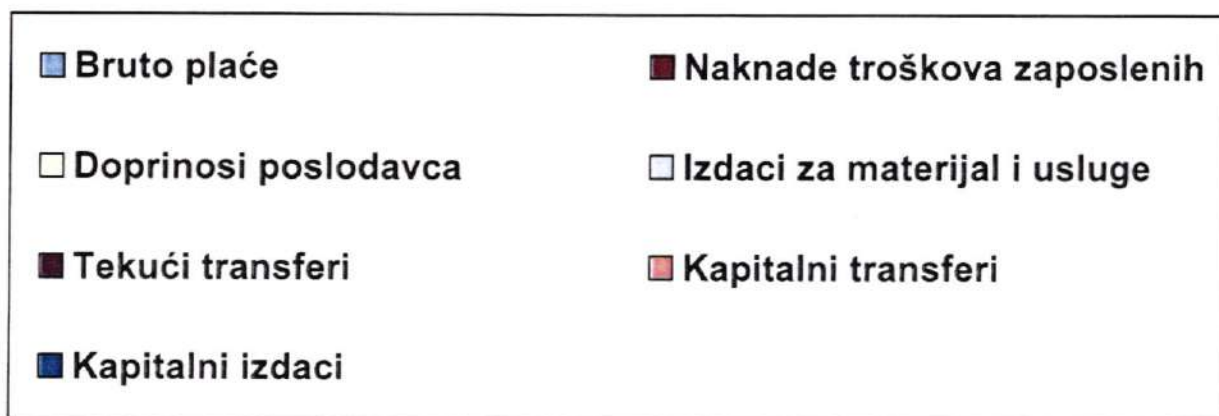 Bruto plaće
Naknade troškova zaposlenih
Doprinosi poslodavca
Izdaci za materijal i usluge
Tekući transferi
Kapitalni transferi
Kapitalni izdaci